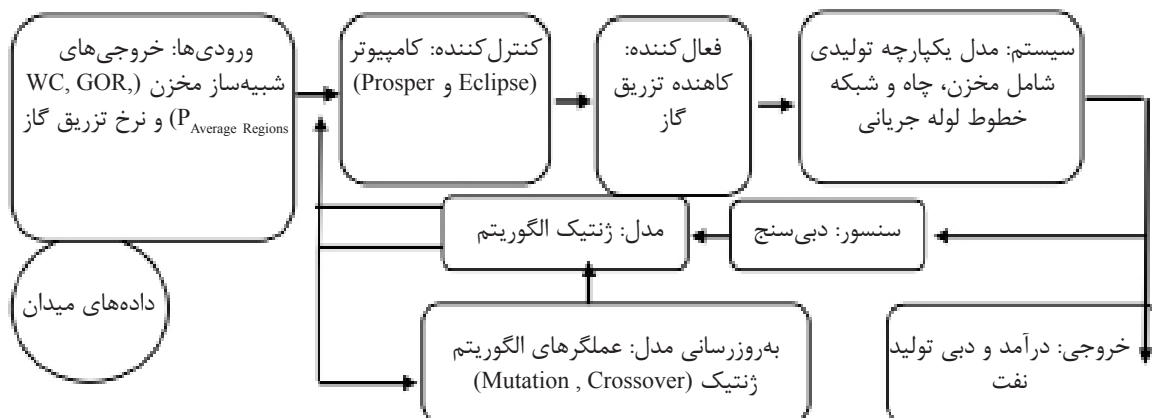 ورودی‌ها: خروجی‌های
شبیه‌ساز مخزن (WC, GOR,
P Average Regions) و نرخ تزریق گاز
کنترل‌کننده: کامپیوتر
(Prosper و Eclipse)
فعال‌کننده:
کاهنده تزریق
گاز
سیستم: مدل یکپارچه تولیدی
شامل مخزن، چاه و شبکه
خطوط لوله جریانی
مدل: ژنتیک الگوریتم
سنسور: دبی‌سنج
داده‌های میدان
به‌روزرسانی مدل: عملگرهای الگوریتم
ژنتیک (Mutation , Crossover)
خروجی: درآمد و دبی تولید
نفت